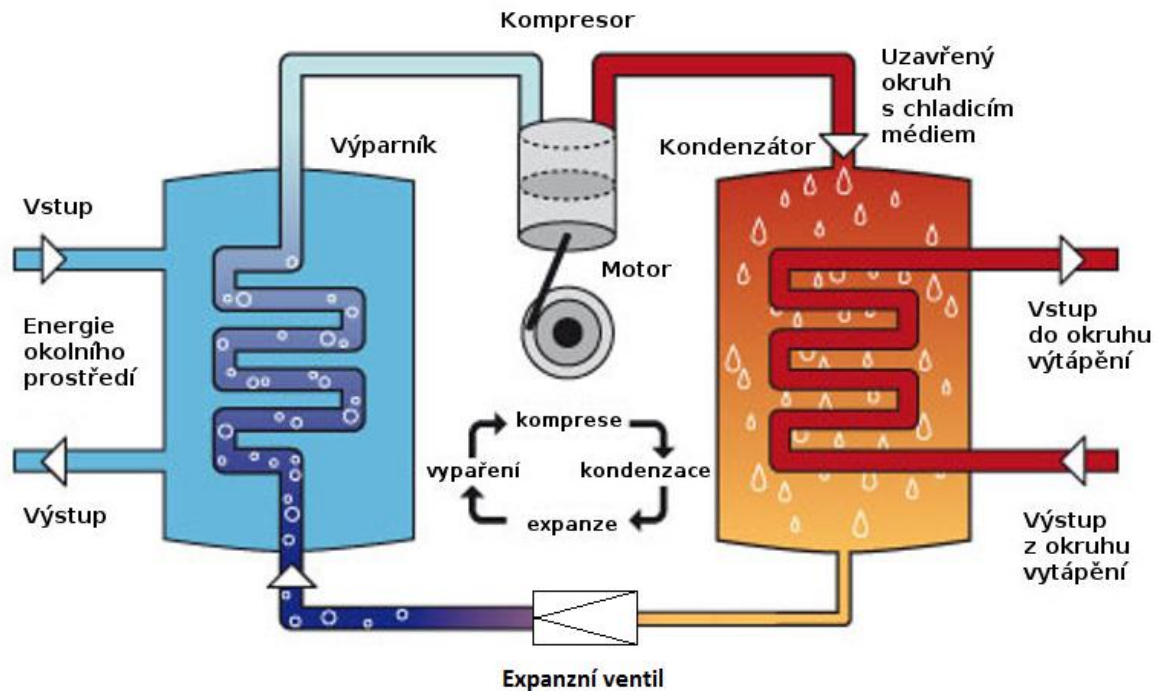 Kompresor
Uzavřený
okruh
s chladicím
médiem
Výparník
Kondenzátor
Vstup
Motor
Energie
okolního
prostředí
Vstup
do okruhu
výtápění
komprese
vypaření
kondenzace
expanze
Výstup
Výstup
z okruhu
vytápění
Expanzní ventil